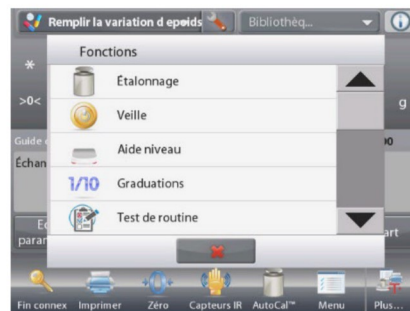 Remplir la variation d epoids
Bibliothèq...
Fonctions
*
Étalonnage
>0<
Veille
g
Guide
Aide niveau
Échan
1/10 Graduations
Test de routine
param
art
Fin connex Imprimer Zéro Capteurs IR AutoCal™ Menu Plus...